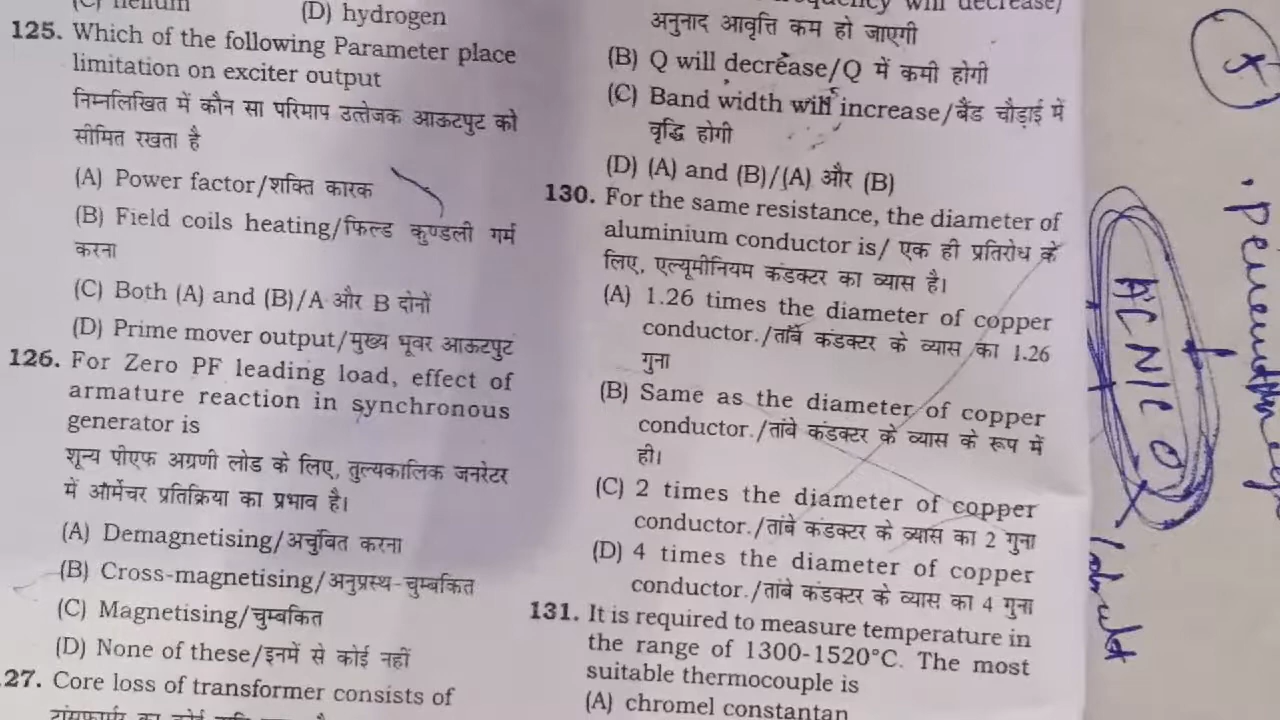 (C) helium
(D) hydrogen
125. Which of the following Parameter place
limitation on exciter output
निम्नलिखित में कौन सा परिमाप उत्तेजक आऊटपुट को
सीमित रखता है
(A) Power factor/शक्ति कारक
(B) Field coils heating/फिल्ड कुण्डली गर्म
करना
(C) Both (A) and (B)/A और B दोनों
(D) Prime mover output/मुख्य भूवर आऊटपुट
126. For Zero PF leading load, effect of
armature reaction in synchronous
generator is
शून्य पीएफ अग्रणी लोड के लिए, तुल्यकालिक जनरेटर
में ऑर्मेचर प्रतिक्रिया का प्रभाव है।
(A) Demagnetising/अचुंबित करना
(B) Cross-magnetising/अनुप्रस्थ-चुम्बकित
(C) Magnetising/चुम्बकित
(D) None of these/इनमें से कोई नहीं
27. Core loss of transformer consists of
will decrease/
अनुनाद आवृत्ति कम हो जाएगी
(B) Q will decrease/Q में कमी होगी
(C) Band width will increase/बैंड चौड़ाई में
वृद्धि होगी
(D) (A) and (B)/(A) और (B)
130. For the same resistance, the diameter of
aluminium conductor is/ एक ही प्रतिरोध के
लिए, एल्यूमीनियम कंडक्टर का व्यास है।
(A) 1.26 times the diameter of copper
conductor./तांबे कंडक्टर के व्यास का 1.26
गुना
(B) Same as the diameter of copper
conductor./तांबे कंडक्टर के व्यास के रूप में
ही।
(C) 2 times the diameter of copper
conductor./तांबे कंडक्टर के व्यास का 2 गुना
(D) 4 times the diameter of copper
conductor./तांबे कंडक्टर के व्यास का 4 गुना
131. It is required to measure temperature in
the range of 1300-1520°C. The most
suitable thermocouple is
(A) chromel constantan